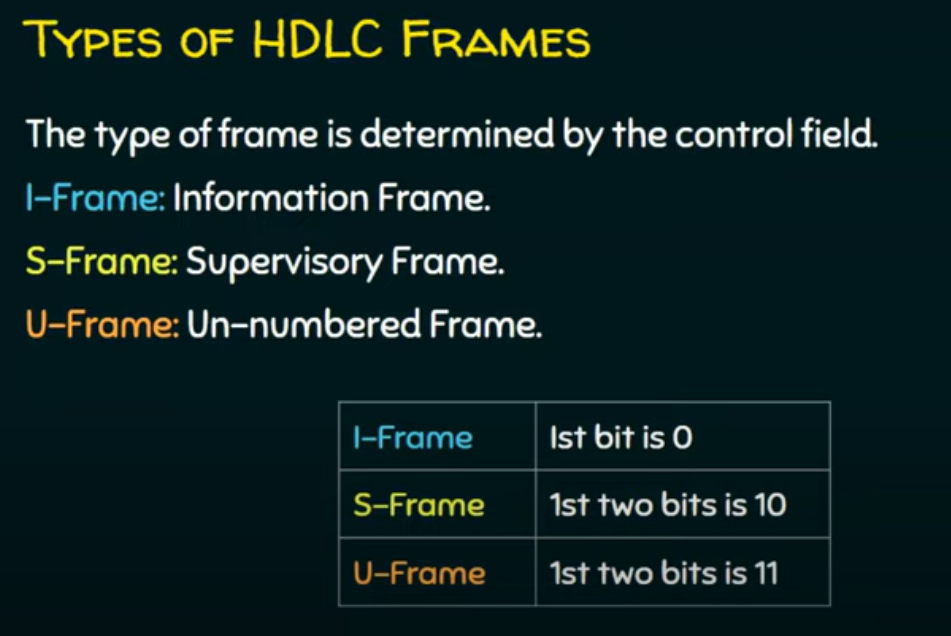 TYPES OF HDLC FRAMES
The type of frame is determined by the control field.
I-Frame: Information Frame.
S-Frame: Supervisory Frame.
U-Frame: Un-numbered Frame.
I-Frame Ist bit is 0
S-Frame 1st two bits is 10
U-Frame 1st two bits is 11